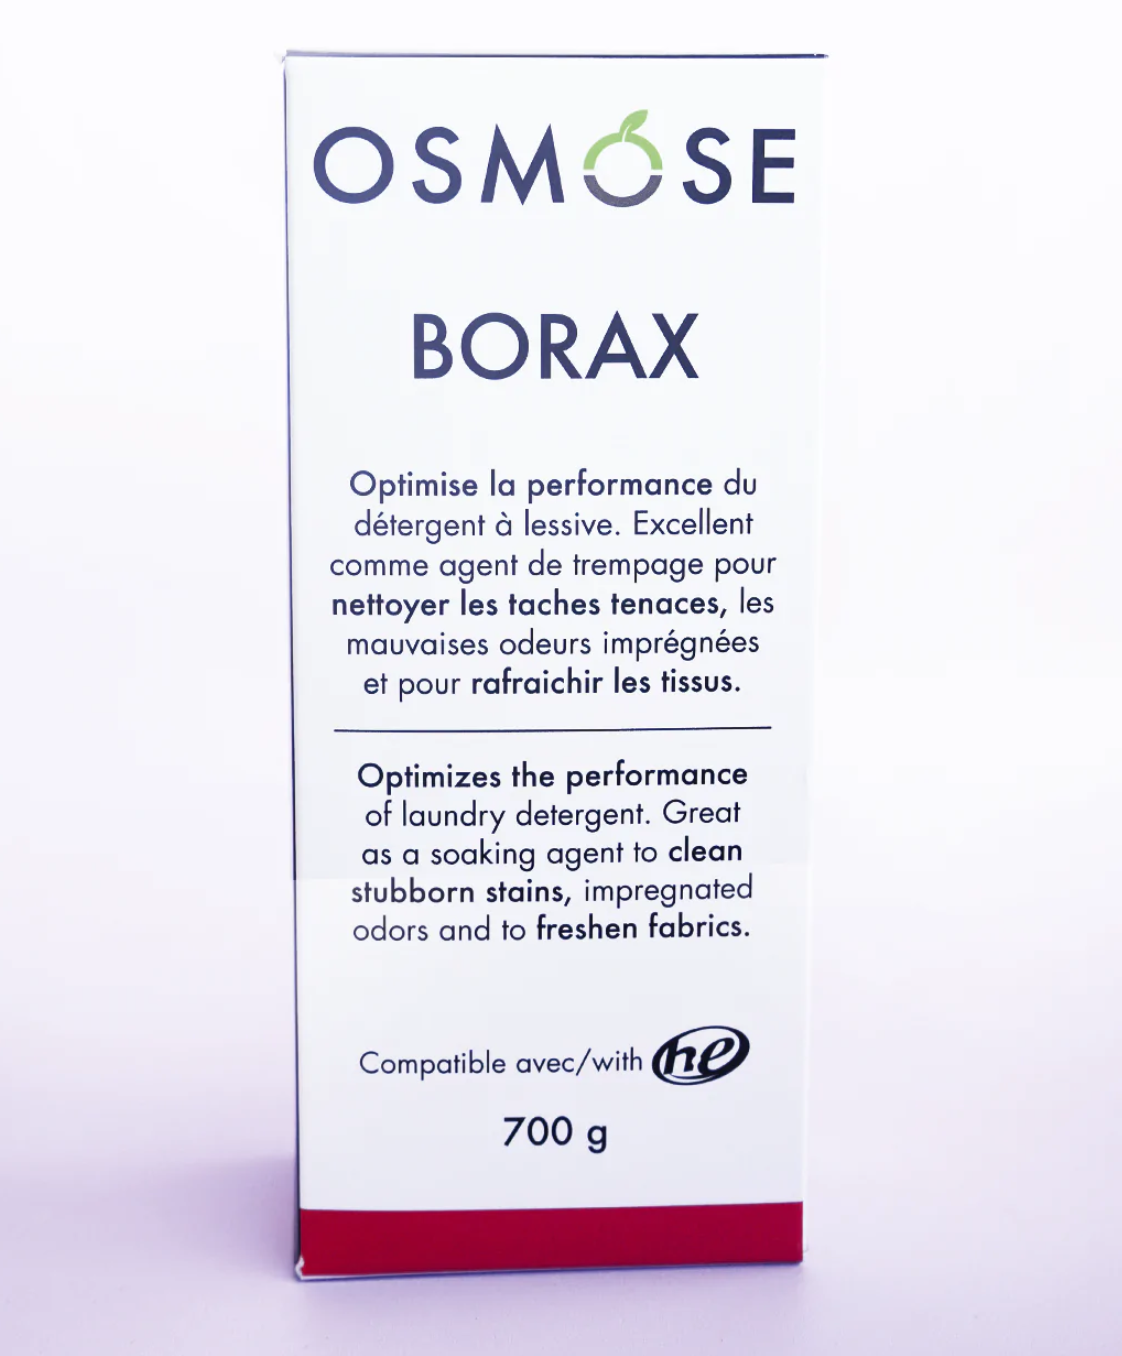 OSMOSE
BORAX
Optimise la performance du
détergent à lessive. Excellent
comme agent de trempage pour
nettoyer les taches tenaces, les
mauvaises odeurs imprégnées
et pour rafraichir les tissus.
Optimizes the performance
of laundry detergent. Great
as a soaking agent to clean
stubborn stains, impregnated
odors and to freshen fabrics.
Compatible avec/with he
700 g